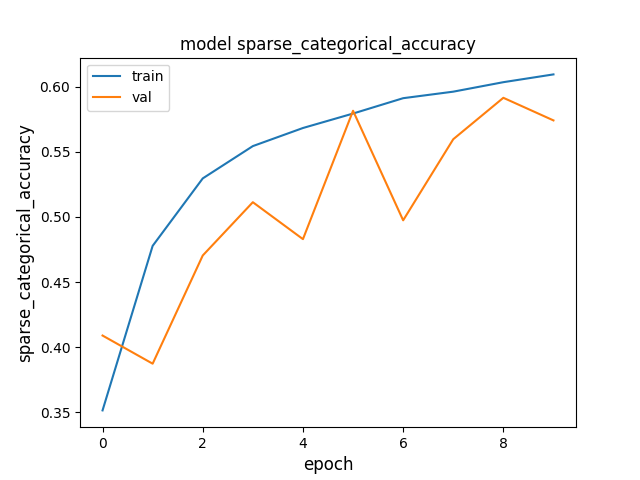 model sparse_categorical_accuracy
train
val
sparse_categorical_accuracy
0.60
0.55
0.50
0.45
0.40
0.35
0
2
4
6
8
epoch